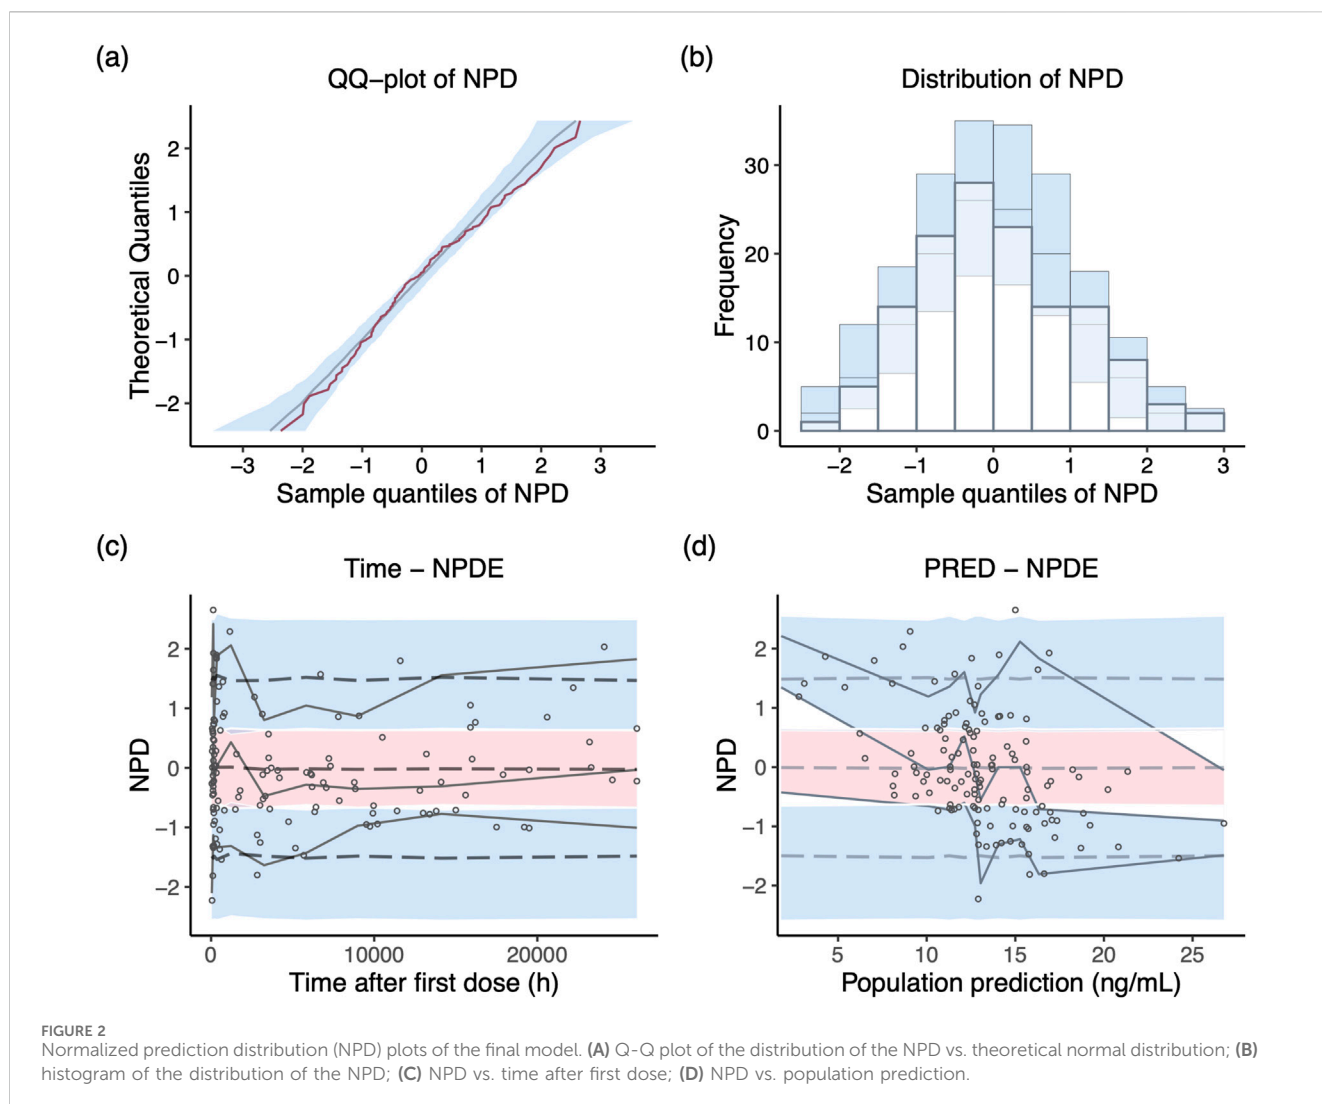 (a)
QQ–plot of NPD
Theoretical Quantiles
2
1
0
−1
−2
−3 −2 −1 0 1 2 3
Sample quantiles of NPD
(b)
Distribution of NPD
Frequency
30
20
10
0
−2 −1 0 1 2 3
Sample quantiles of NPD
(c)
Time − NPDE
NPD
2
1
0
−1
−2
0 10000 20000
Time after first dose (h)
(d)
PRED − NPDE
NPD
2
1
0
−1
−2
5 10 15 20 25
Population prediction (ng/mL)
FIGURE 2
Normalized prediction distribution (NPD) plots of the final model. (A) Q-Q plot of the distribution of the NPD vs. theoretical normal distribution; (B)
histogram of the distribution of the NPD; (C) NPD vs. time after first dose; (D) NPD vs. population prediction.